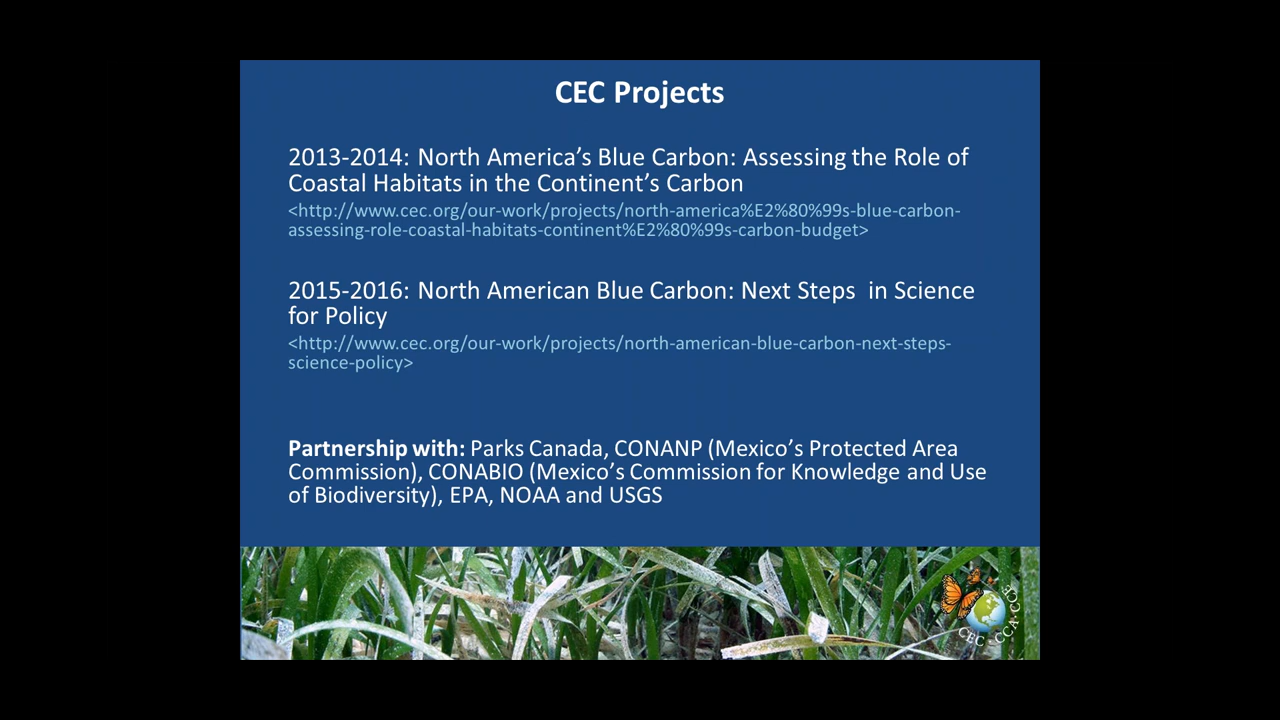 CEC Projects
2013-2014: North America’s Blue Carbon: Assessing the Role of
Coastal Habitats in the Continent’s Carbon
<http://www.cec.org/our-work/projects/north-america%E2%80%99s-blue-carbon-
assessing-role-coastal-habitats-continent%E2%80%99s-carbon-budget>
2015-2016: North American Blue Carbon: Next Steps  in Science
for Policy
<http://www.cec.org/our-work/projects/north-american-blue-carbon-next-steps-
science-policy>
Partnership with: Parks Canada, CONANP (Mexico’s Protected Area
Commission), CONABIO (Mexico’s Commission for Knowledge and Use
of Biodiversity), EPA, NOAA and USGS
CEC · CCA · CCE